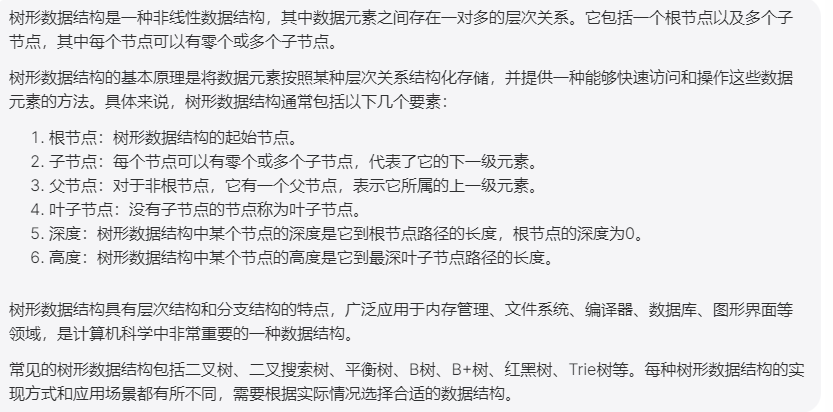 树形数据结构是一种非线性数据结构，其中数据元素之间存在一对多的层次关系。它包括一个根节点以及多个子
节点，其中每个节点可以有零个或多个子节点。
树形数据结构的基本原理是将数据元素按照某种层次关系结构化存储，并提供一种能够快速访问和操作这些数据
元素的方法。具体来说，树形数据结构通常包括以下几个要素：
1. 根节点：树形数据结构的起始节点。
2. 子节点：每个节点可以有零个或多个子节点，代表了它的下一级元素。
3. 父节点：对于非根节点，它有一个父节点，表示它所属的上一级元素。
4. 叶子节点：没有子节点的节点称为叶子节点。
5. 深度：树形数据结构中某个节点的深度是它到根节点路径的长度，根节点的深度为0。
6. 高度：树形数据结构中某个节点的高度是它到最深叶子节点路径的长度。
树形数据结构具有层次结构和分支结构的特点，广泛应用于内存管理、文件系统、编译器、数据库、图形界面等
领域，是计算机科学中非常重要的一种数据结构。
常见的树形数据结构包括二叉树、二叉搜索树、平衡树、B树、B+树、红黑树、Trie树等。每种树形数据结构的实
现方式和应用场景都有所不同，需要根据实际情况选择合适的数据结构。